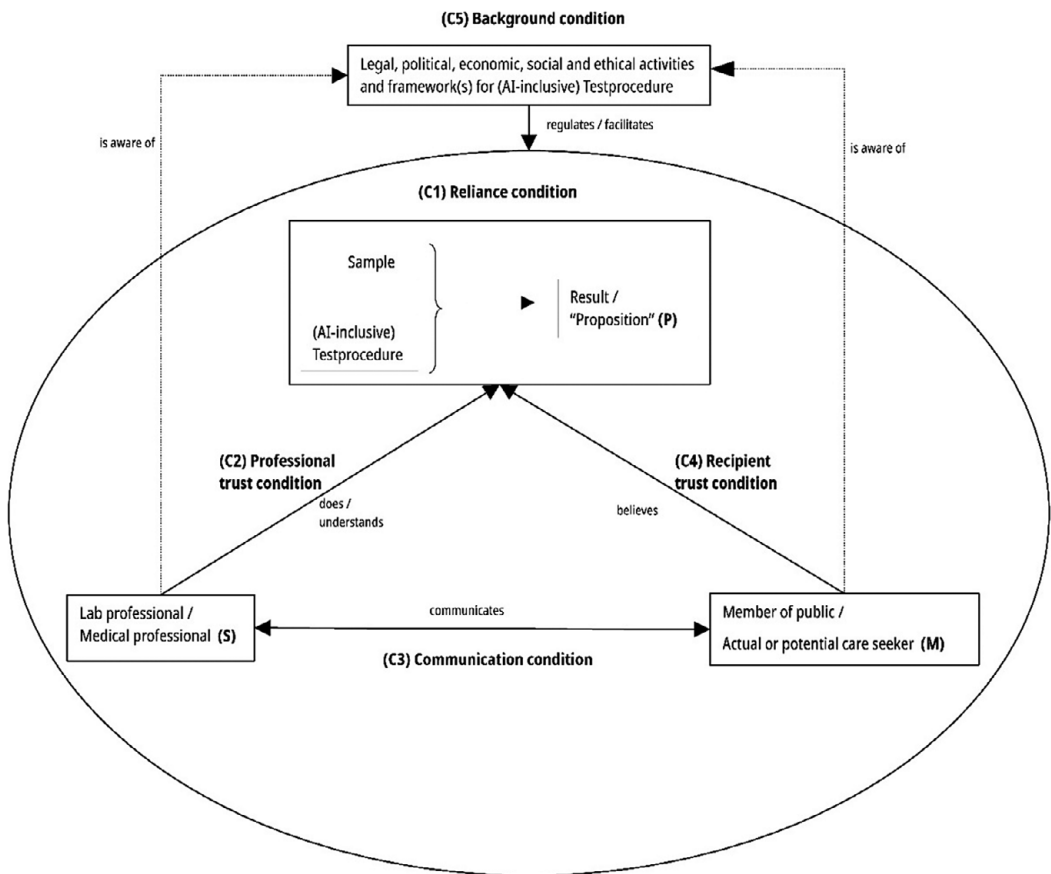 (C5) Background condition
Legal, political, economic, social and ethical activities
and framework(s) for (AI-inclusive) Testprocedure
is aware of
regulates / facilitates
is aware of
(C1) Reliance condition
Sample
(AI-inclusive)
Testprocedure
Result /
“Proposition” (P)
(C2) Professional
trust condition
does /
understands
(C4) Recipient
trust condition
believes
Lab professional /
Medical professional (S)
communicates
(C3) Communication condition
Member of public /
Actual or potential care seeker (M)